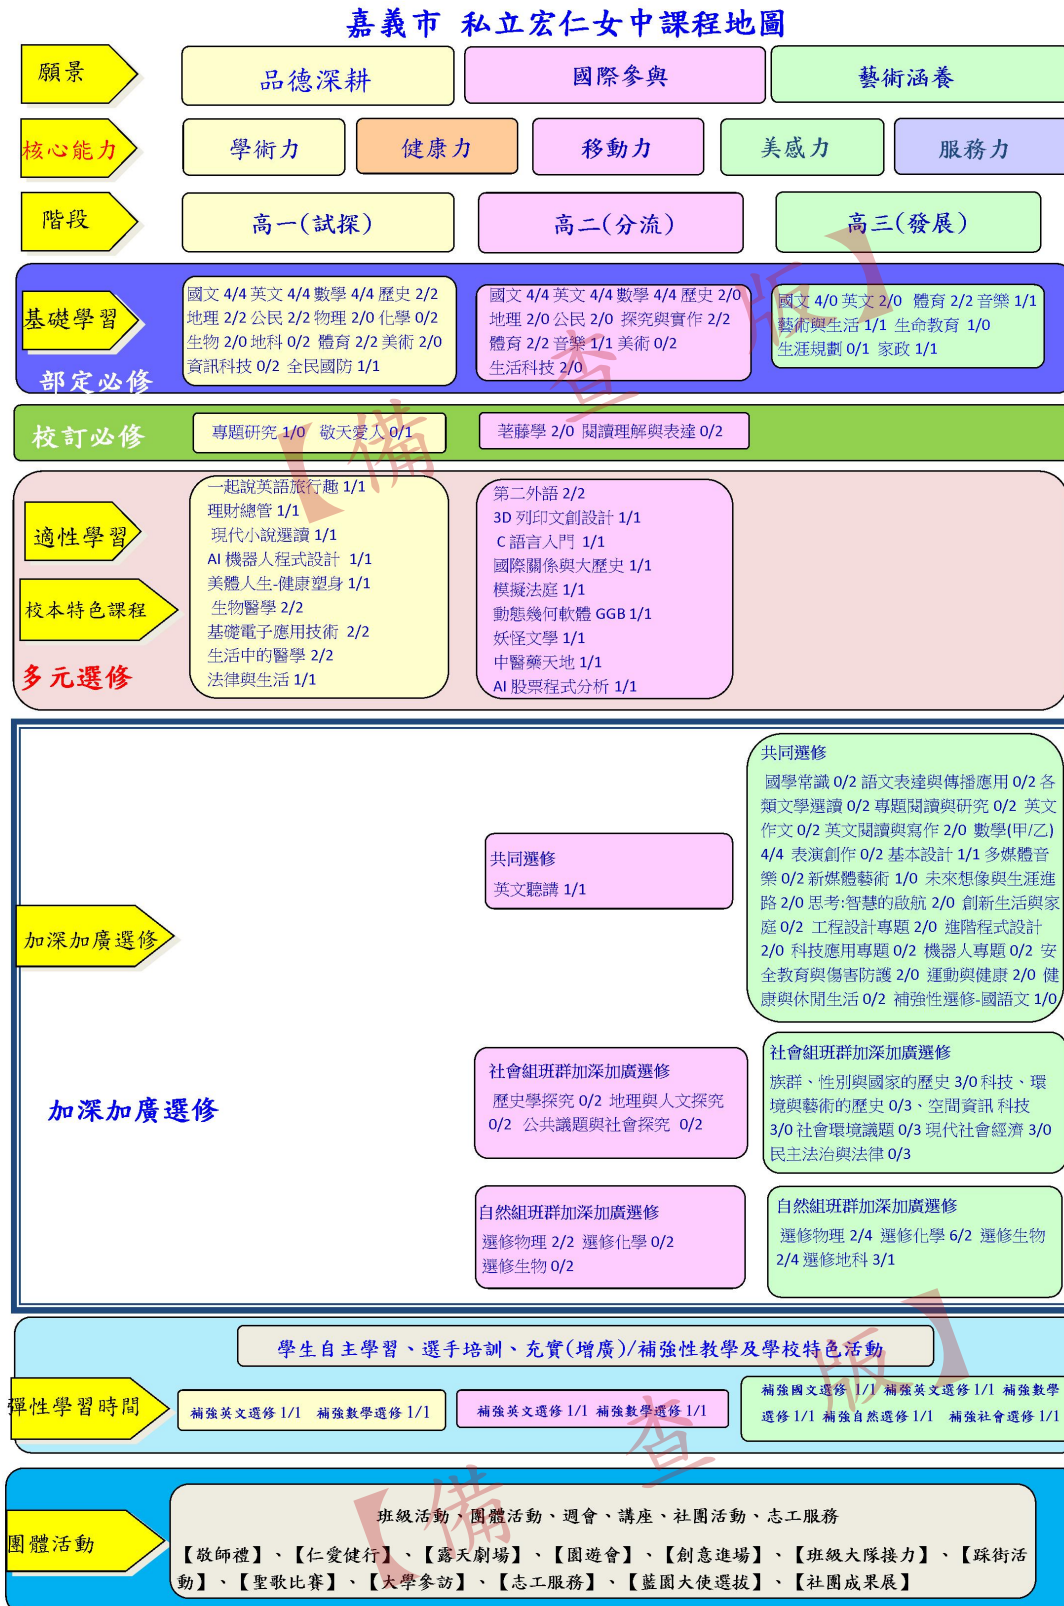 嘉義市 私立宏仁女中課程地圖
願景
品德深耕
國際參與
藝術涵養
核心能力
學術力
健康力
移動力
美感力
服務力
階段
高一(試探)
高二(分流)
高三(發展)
基礎學習
部定必修
國文 4/4 英文 4/4 數學 4/4 歷史 2/2
地理 2/2 公民 2/2 物理 2/0 化學 0/2
生物 2/0 地科 0/2 體育 2/2 美術 2/0
資訊科技 0/2 全民國防 1/1
國文 4/4 英文 4/4 數學 4/4 歷史 2/0
地理 2/0 公民 2/0 探究與實作 2/2
體育 2/2 音樂 1/1 美術 0/2
生活科技 2/0
國文 4/0 英文 2/0 體育 2/2 音樂 1/1
藝術與生活 1/1 生命教育 1/0
生涯規劃 0/1 家政 1/1
校訂必修
專題研究 1/0 敬天愛人 0/1
荖藤學 2/0 閱讀理解與表達 0/2
適性學習
校本特色課程
多元選修
一起說英語旅行趣 1/1
理財總管 1/1
現代小說選讀 1/1
AI 機器人程式設計 1/1
美體人生-健康塑身 1/1
生物醫學 2/2
基礎電子應用技術 2/2
生活中的醫學 2/2
法律與生活 1/1
第二外語 2/2
3D 列印文創設計 1/1
C 語言入門 1/1
國際關係與大歷史 1/1
模擬法庭 1/1
動態幾何軟體 GGB 1/1
妖怪文學 1/1
中醫藥天地 1/1
AI 股票程式分析 1/1
加深加廣選修
加深加廣選修
共同選修
英文聽講 1/1
共同選修
國學常識 0/2 語文表達與傳播應用 0/2 各
類文學選讀 0/2 專題閱讀與研究 0/2 英文
作文 0/2 英文閱讀與寫作 2/0 數學(甲/乙)
4/4 表演創作 0/2 基本設計 1/1 多媒體音
樂 0/2 新媒體藝術 1/0 未來想像與生涯進
路 2/0 思考:智慧的啟航 2/0 創新生活與家
庭 0/2 工程設計專題 2/0 進階程式設計
2/0 科技應用專題 0/2 機器人專題 0/2 安
全教育與傷害防護 2/0 運動與健康 2/0 健
康與休閒生活 0/2 補強性選修-國語文 1/0
社會組班群加深加廣選修
歷史學探究 0/2 地理與人文探究
0/2 公共議題與社會探究 0/2
社會組班群加深加廣選修
族群、性別與國家的歷史 3/0 科技、環
境與藝術的歷史 0/3、空間資訊 科技
3/0 社會環境議題 0/3 現代社會經濟 3/0
民主法治與法律 0/3
自然組班群加深加廣選修
選修物理 2/2 選修化學 0/2
選修生物 0/2
自然組班群加深加廣選修
選修物理 2/4 選修化學 6/2 選修生物
2/4 選修地科 3/1
彈性學習時間
學生自主學習、選手培訓、充實(增廣)/補強性教學及學校特色活動
補強英文選修 1/1 補強數學選修 1/1
補強英文選修 1/1 補強數學選修 1/1
補強國文選修 1/1 補強英文選修 1/1 補強數學
選修 1/1 補強自然選修 1/1 補強社會選修 1/1
團體活動
班級活動、團體活動、週會、講座、社團活動、志工服務
【敬師禮】、【仁愛健行】、【露天劇場】、【園遊會】、【創意進場】、【班級大隊接力】、【踩街活
動】、【聖歌比賽】、【大學參訪】、【志工服務】、【藍園大使選拔】、【社團成果展】
【備查版】
【備查版】